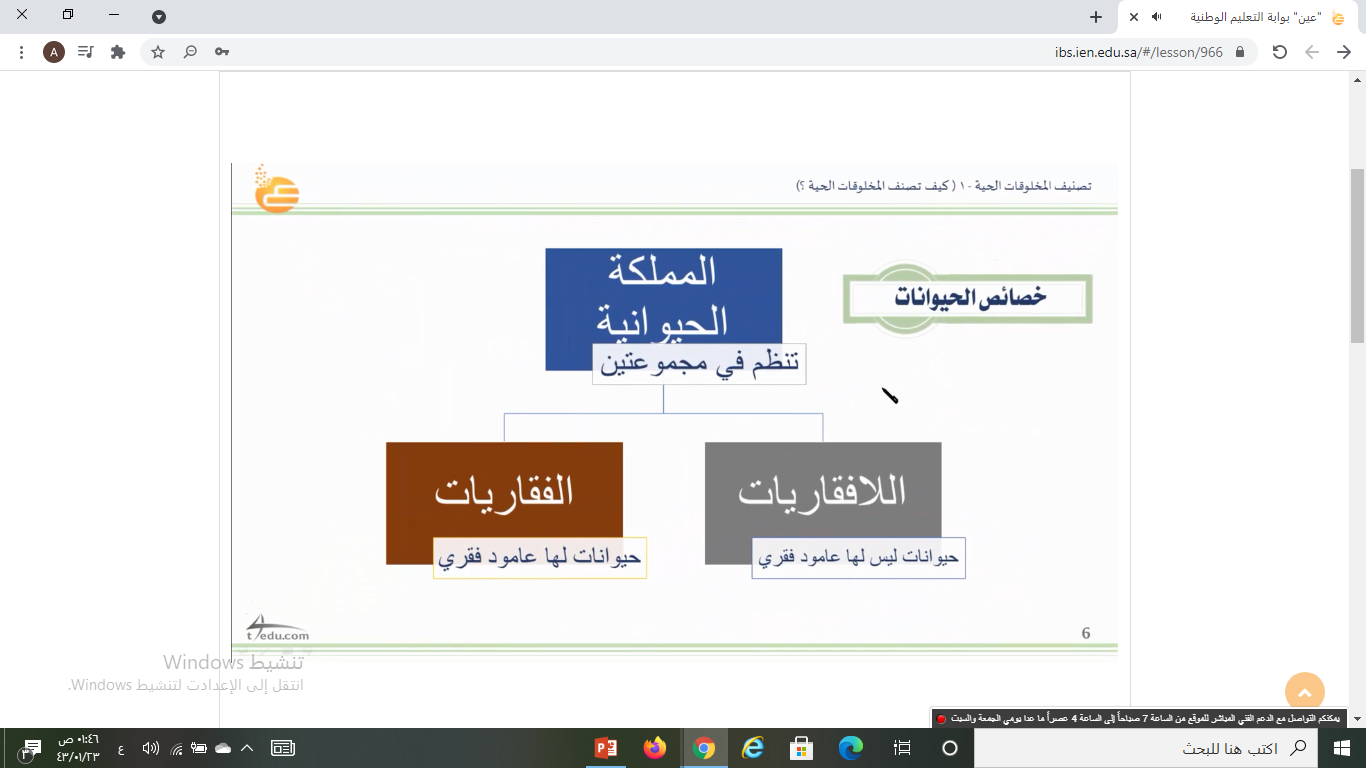 "عين" بوابة التعليم الوطنية
ibs.ien.edu.sa/#/lesson/966
A
تصنيف المخلوقات الحية - ١ ( كيف تصنف المخلوقات الحية ؟)
خصائص الحيوانات
المملكة
الحيوانية
تنظم في مجموعتين
اللافقاريات
حيوانات ليس لها عامود فقري
الفقاريات
حيوانات لها عامود فقري
t4edu.com
6
تنشيط Windows
انتقل إلى الإعدادت لتنشيط Windows.
يمكنكم التواصل مع الدعم الفني المباشر للموقع من الساعة 7 صباحاً إلى الساعة 4 عصراً ما عدا يومي الجمعة والسبت
اكتب هنا للبحث
ع
٠١:٤٦ ص
٤٣/٠١/٢٣
٣